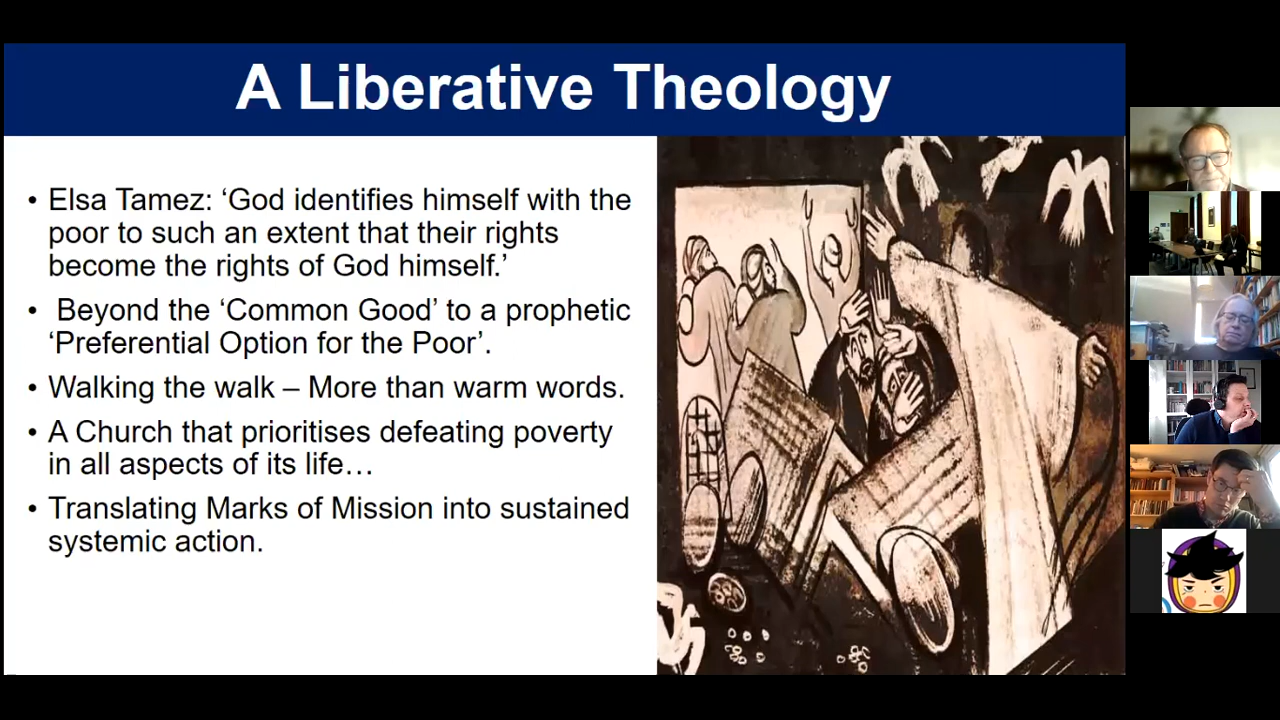 A Liberative Theology
• Elsa Tamez: ‘God identifies himself with the
poor to such an extent that their rights
become the rights of God himself.’
• Beyond the ‘Common Good’ to a prophetic
‘Preferential Option for the Poor’.
• Walking the walk – More than warm words.
• A Church that prioritises defeating poverty
in all aspects of its life…
• Translating Marks of Mission into sustained
systemic action.